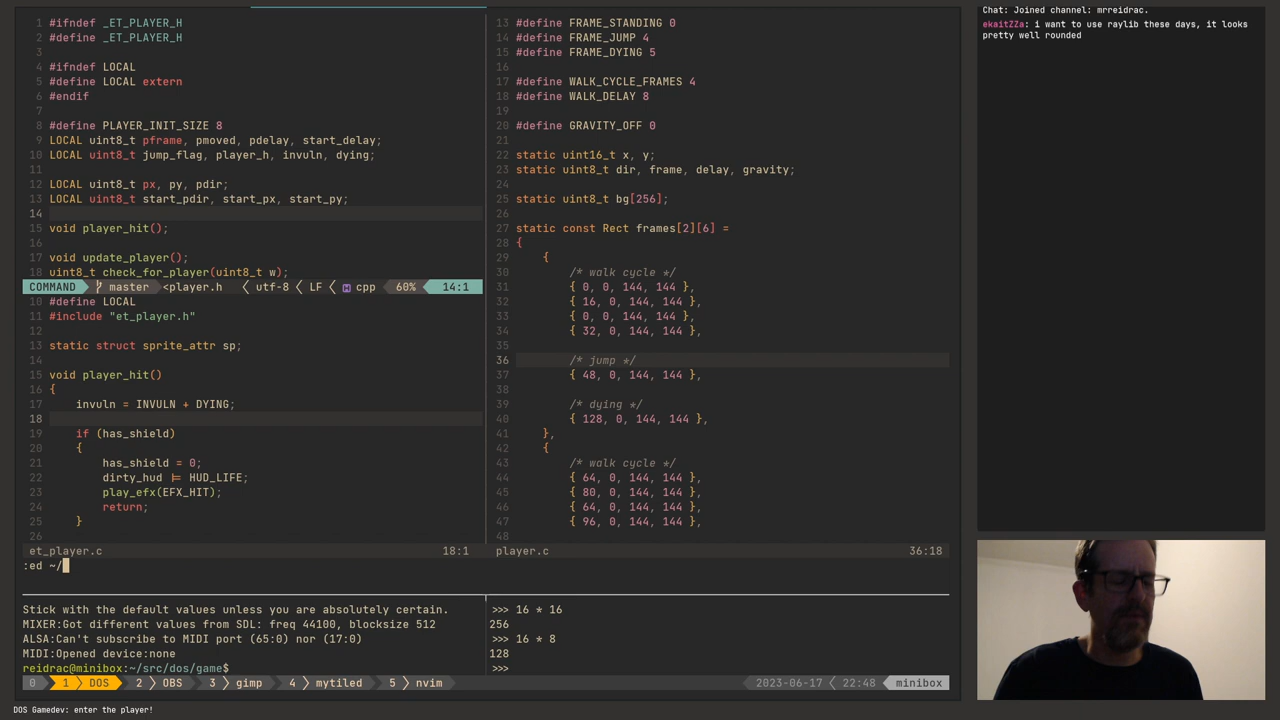 1 #ifndef _ET_PLAYER_H
2 #define _ET_PLAYER_H
3
4 #ifndef LOCAL
5 #define LOCAL extern
6 #endif
7
8 #define PLAYER_INIT_SIZE 8
9 LOCAL uint8_t pframe, pmoved, pdelay, start_delay;
10 LOCAL uint8_t jump_flag, player_h, invuln, dying;
11
12 LOCAL uint8_t px, py, pdir;
13 LOCAL uint8_t start_pdir, start_px, start_py;
14
15 void player_hit();
16
17 void update_player();
18 uint8_t check_for_player(uint8_t w);
COMMAND master <player.h utf-8 LF cpp 60% 14:1
10 #define LOCAL
11 #include "et_player.h"
12
13 static struct sprite_attr sp;
14
15 void player_hit()
16 {
17 invuln = INVULN + DYING;
18
19 if (has_shield)
20 {
21 has_shield = 0;
22 dirty_hud |= HUD_LIFE;
23 play_efx(EFX_HIT);
24 return;
25 }
26
et_player.c 18:1
13 #define FRAME_STANDING 0
14 #define FRAME_JUMP 4
15 #define FRAME_DYING 5
16
17 #define WALK_CYCLE_FRAMES 4
18 #define WALK_DELAY 8
19
20 #define GRAVITY_OFF 0
21
22 static uint16_t x, y;
23 static uint8_t dir, frame, delay, gravity;
24
25 static uint8_t bg[256];
26
27 static const Rect frames[2][6] =
28 {
29 {
30 /* walk cycle */
31 { 0, 0, 144, 144 },
32 { 16, 0, 144, 144 },
33 { 0, 0, 144, 144 },
34 { 32, 0, 144, 144 },
35
36 /* jump */
37 { 48, 0, 144, 144 },
38
39 /* dying */
40 { 128, 0, 144, 144 },
41 },
42 {
43 /* walk cycle */
44 { 64, 0, 144, 144 },
45 { 80, 0, 144, 144 },
46 { 64, 0, 144, 144 },
47 { 96, 0, 144, 144 },
48
player.c 36:18
:ed ~/
Stick with the default values unless you are absolutely certain.
MIXER:Got different values from SDL: freq 44100, blocksize 512
ALSA:Can't subscribe to MIDI port (65:0) nor (17:0)
MIDI:Opened device:none
reidrac@minibox:~/src/dos/game$
>>> 16 * 16
256
>>> 16 * 8
128
>>>
0 1 DOS 2 OBS 3 gimp 4 mytiled 5 nvim 2023-06-17 22:48 minibox
DOS Gamedev: enter the player!
Chat: Joined channel: mrreidrac.
ekaitZZa: i want to use raylib these days, it looks
pretty well rounded